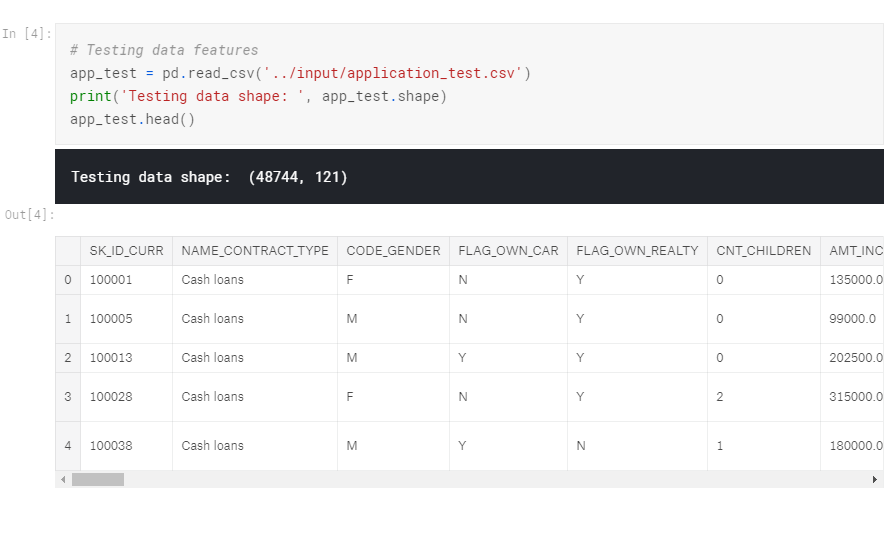 In [4]:
# Testing data features
app_test = pd.read_csv('../input/application_test.csv')
print('Testing data shape: ', app_test.shape)
app_test.head()
Testing data shape:  (48744, 121)
Out[4]:
SK_ID_CURR NAME_CONTRACT_TYPE CODE_GENDER FLAG_OWN_CAR FLAG_OWN_REALTY CNT_CHILDREN AMT_INC
0 100001 Cash loans F N Y 0 135000.0
1 100005 Cash loans M N Y 0 99000.0
2 100013 Cash loans M Y Y 0 202500.0
3 100028 Cash loans F N Y 2 315000.0
4 100038 Cash loans M Y N 1 180000.0